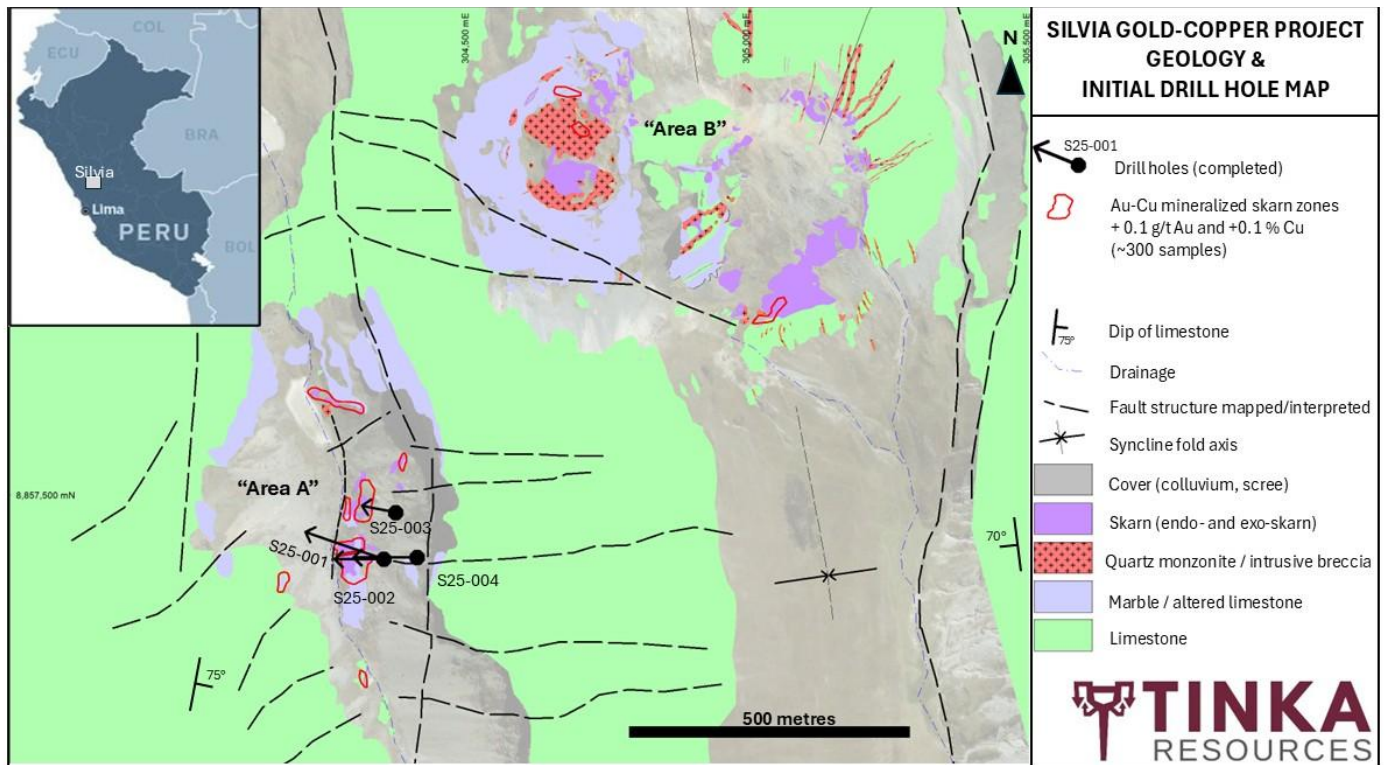 COL
ECU
BRA
Silvia
Lima
PERU
BOL
304,500 mE
305,000 mE
305,500 mE
N
"Area B"
8,857,500 mN
"Area A"
S25-003
S25-001
S25-004
S25-002
70°
75°
500 metres
SILVIA GOLD-COPPER PROJECT
GEOLOGY &
INITIAL DRILL HOLE MAP
S25-001
Drill holes (completed)
Au-Cu mineralized skarn zones
+ 0.1 g/t Au and +0.1 % Cu
(~300 samples)
75°
Dip of limestone
Drainage
Fault structure mapped/interpreted
Syncline fold axis
Cover (colluvium, scree)
Skarn (endo- and exo-skarn)
Quartz monzonite / intrusive breccia
Marble / altered limestone
Limestone
TINKA
RESOURCES